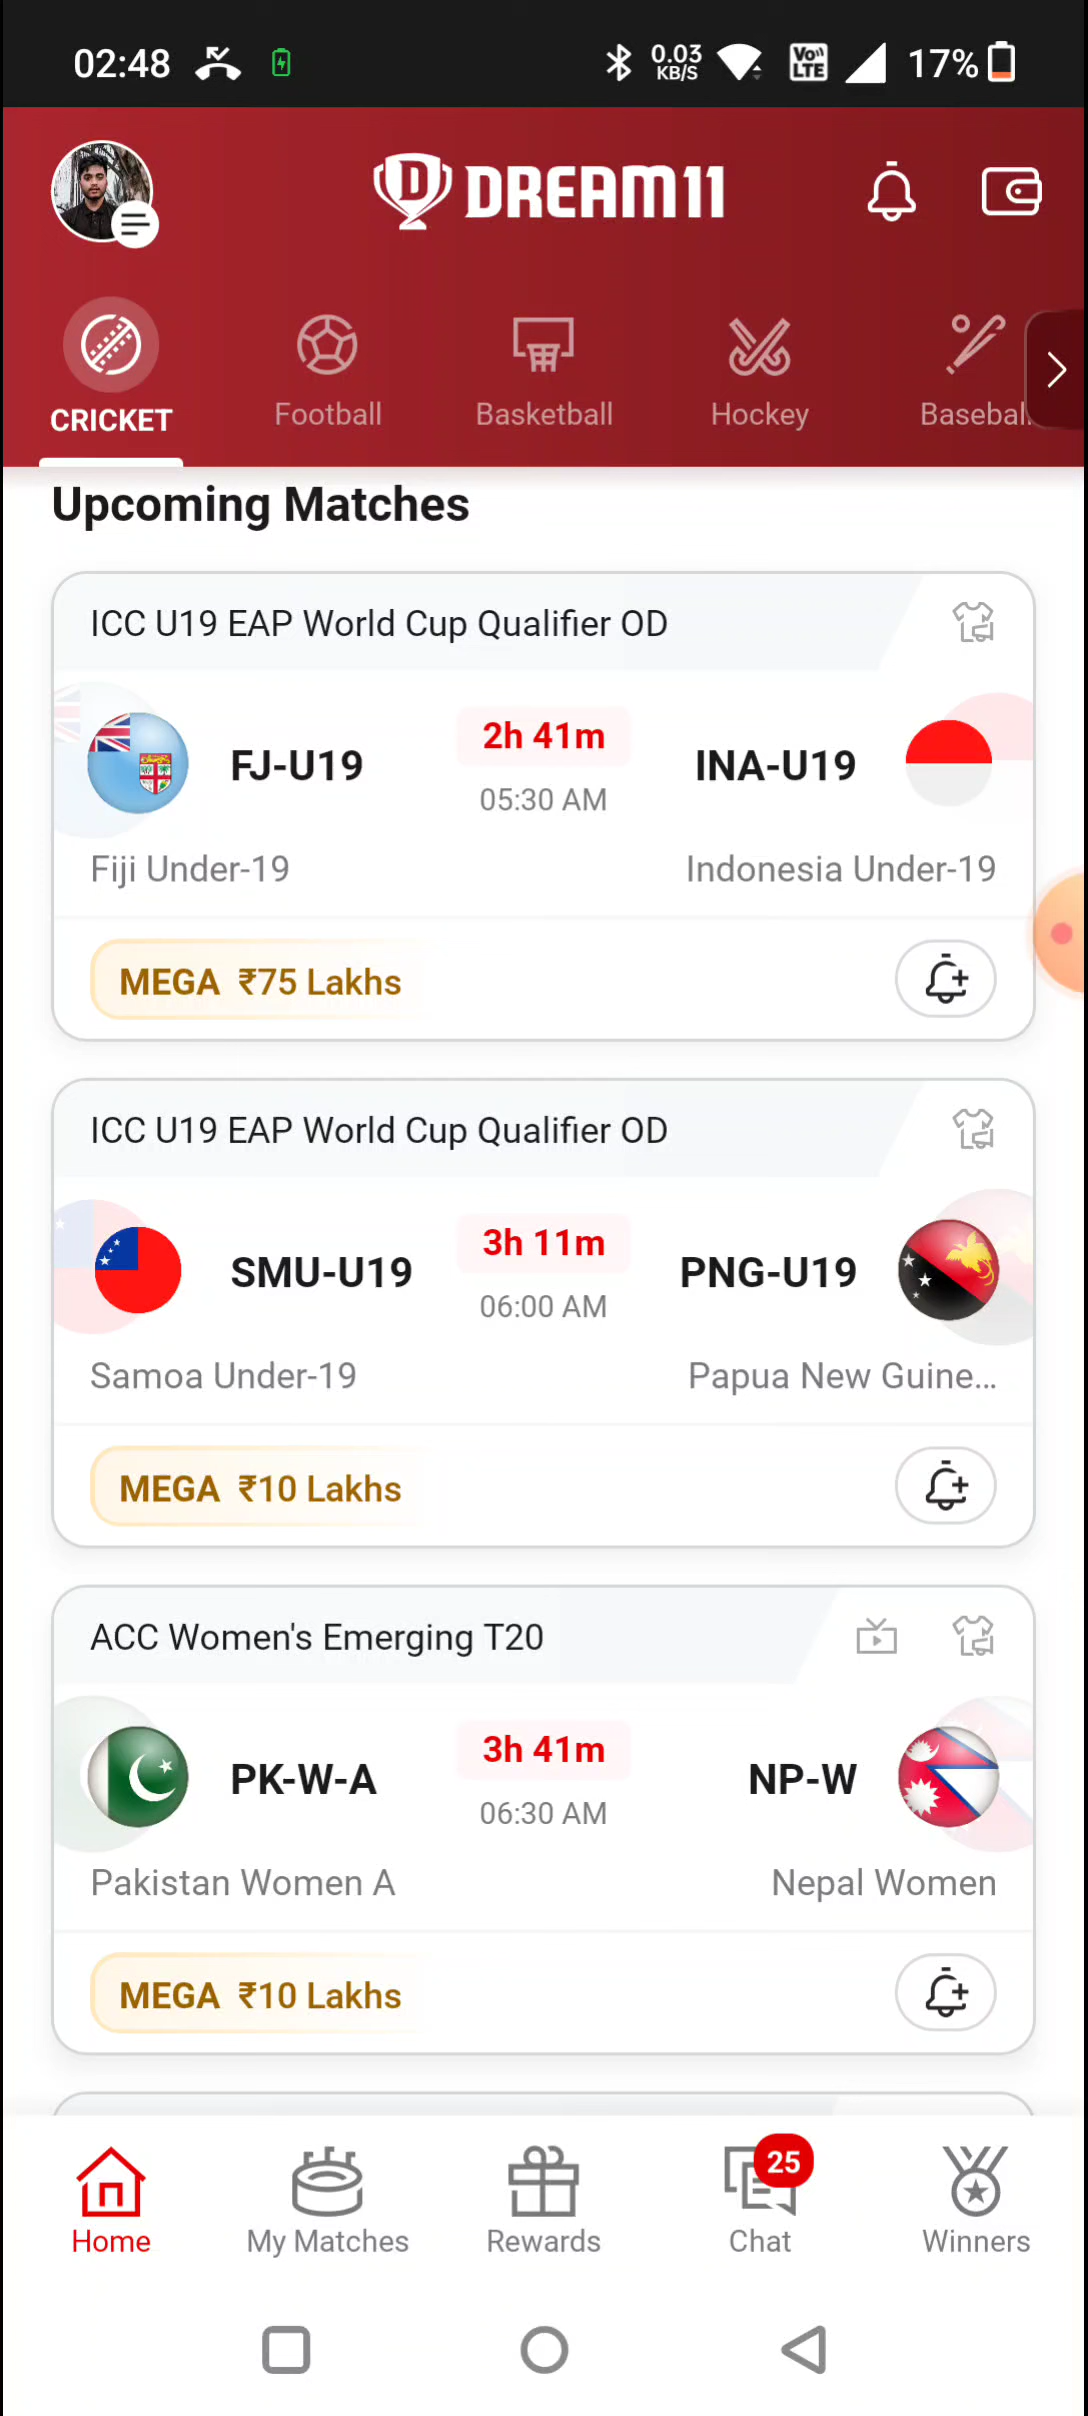 02:48
0.03
KB/S
Vo
LTE
17%
DREAM11
CRICKET
Football
Basketball
Hockey
Upcoming Matches
ICC U19 EAP World Cup Qualifier OD
FJ-U19
2h 41m
05:30 AM
INA-U19
Fiji Under-19
Indonesia Under-19
MEGA ₹75 Lakhs
ICC U19 EAP World Cup Qualifier OD
SMU-U19
3h 11m
06:00 AM
PNG-U19
Samoa Under-19
Papua New Guine...
MEGA ₹10 Lakhs
ACC Women's Emerging T20
PK-W-A
3h 41m
06:30 AM
NP-W
Pakistan Women A
Nepal Women
MEGA ₹10 Lakhs
Home
My Matches
Rewards
25
Chat
Winners